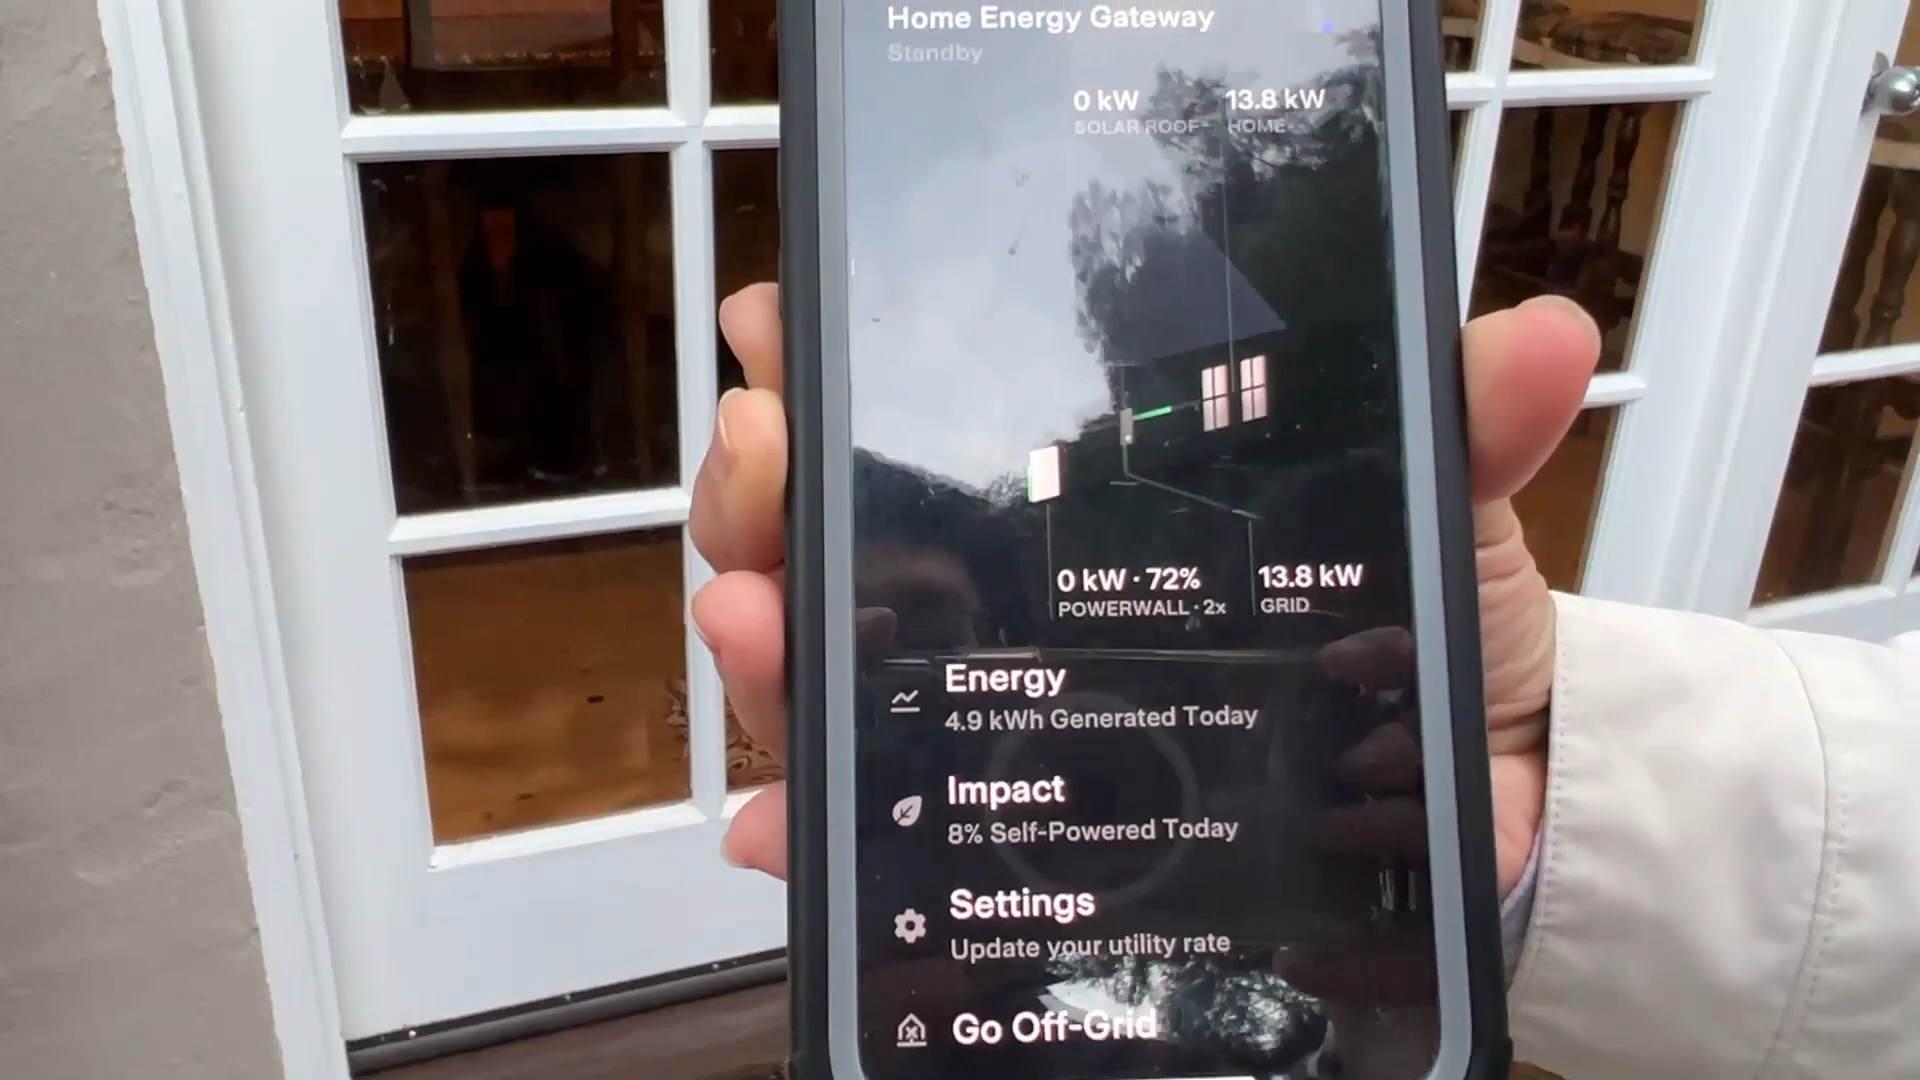 Home Energy Gateway
Standby
0 kW
SOLAR ROOF
13.8 kW
HOME
0 kW · 72%
POWERWALL · 2x
13.8 kW
GRID
Energy
4.9 kWh Generated Today
Impact
8% Self-Powered Today
Settings
Update your utility rate
Go Off-Grid